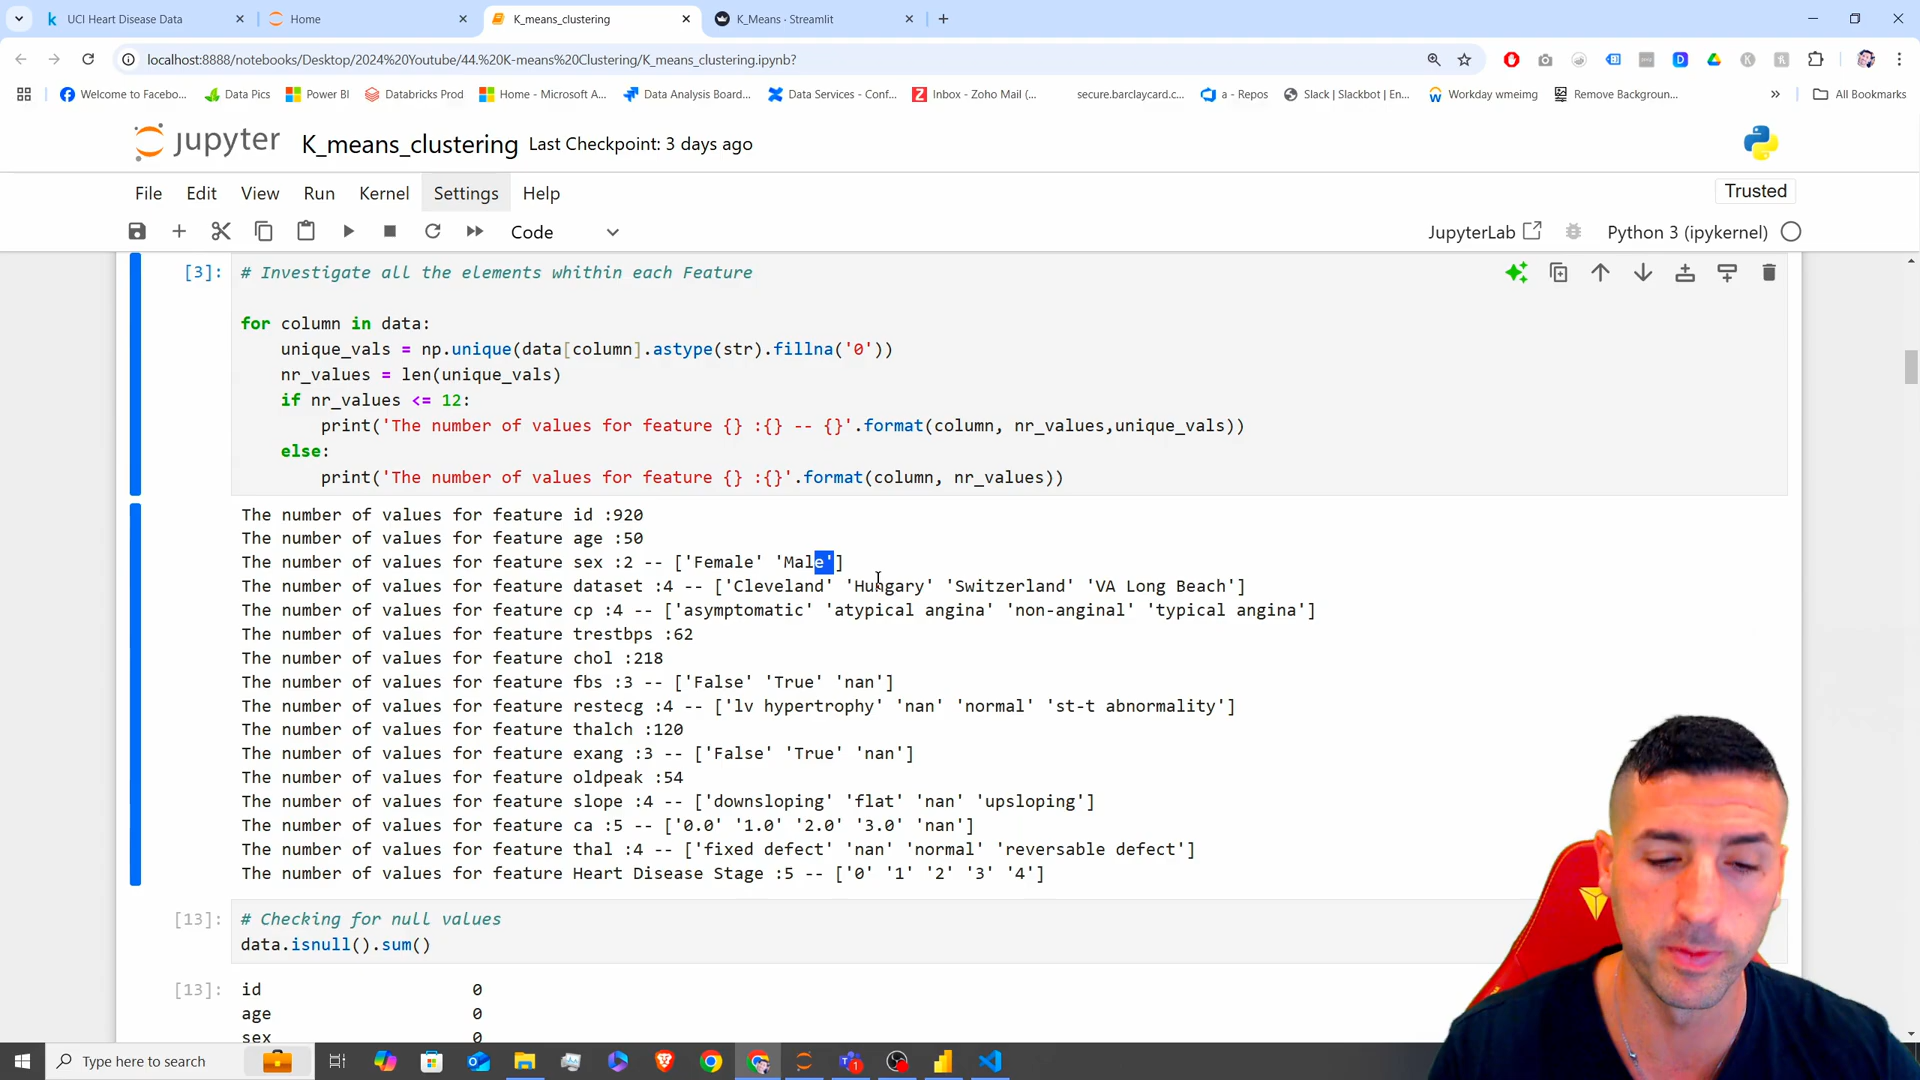 UCI Heart Disease Data
Home
K_means_clustering
K_Means · Streamlit
localhost:8888/notebooks/Desktop/2024%20Youtube/44.%20K-means%20Clustering/K_means_clustering.ipynb?
Welcome to Facebo...
Data Pics
Power BI
Databricks Prod
Home - Microsoft A...
Data Analysis Board...
Data Services - Conf...
Inbox - Zoho Mail (...
secure.barclaycard.c...
a - Repos
Slack | Slackbot | En...
Workday wmeimg
Remove Backgroun...
All Bookmarks
jupyter
K_means_clustering Last Checkpoint: 3 days ago
File Edit View Run Kernel Settings Help
Trusted
Code
JupyterLab
Python 3 (ipykernel)
[3]: # Investigate all the elements whithin each Feature
for column in data:
unique_vals = np.unique(data[column].astype(str).fillna('0'))
nr_values = len(unique_vals)
if nr_values <= 12:
print('The number of values for feature {} :{} -- {}'.format(column, nr_values,unique_vals))
else:
print('The number of values for feature {} :{}'.format(column, nr_values))
The number of values for feature id :920
The number of values for feature age :50
The number of values for feature sex :2 -- ['Female' 'Male']
The number of values for feature dataset :4 -- ['Cleveland' 'Hungary' 'Switzerland' 'VA Long Beach']
The number of values for feature cp :4 -- ['asymptomatic' 'atypical angina' 'non-anginal' 'typical angina']
The number of values for feature trestbps :62
The number of values for feature chol :218
The number of values for feature fbs :3 -- ['False' 'True' 'nan']
The number of values for feature restecg :4 -- ['lv hypertrophy' 'nan' 'normal' 'st-t abnormality']
The number of values for feature thalch :120
The number of values for feature exang :3 -- ['False' 'True' 'nan']
The number of values for feature oldpeak :54
The number of values for feature slope :4 -- ['downsloping' 'flat' 'nan' 'upsloping']
The number of values for feature ca :5 -- ['0.0' '1.0' '2.0' '3.0' 'nan']
The number of values for feature thal :4 -- ['fixed defect' 'nan' 'normal' 'reversable defect']
The number of values for feature Heart Disease Stage :5 -- ['0' '1' '2' '3' '4']
[13]: # Checking for null values
data.isnull().sum()
[13]: id 0
age 0
sex 0
Type here to search